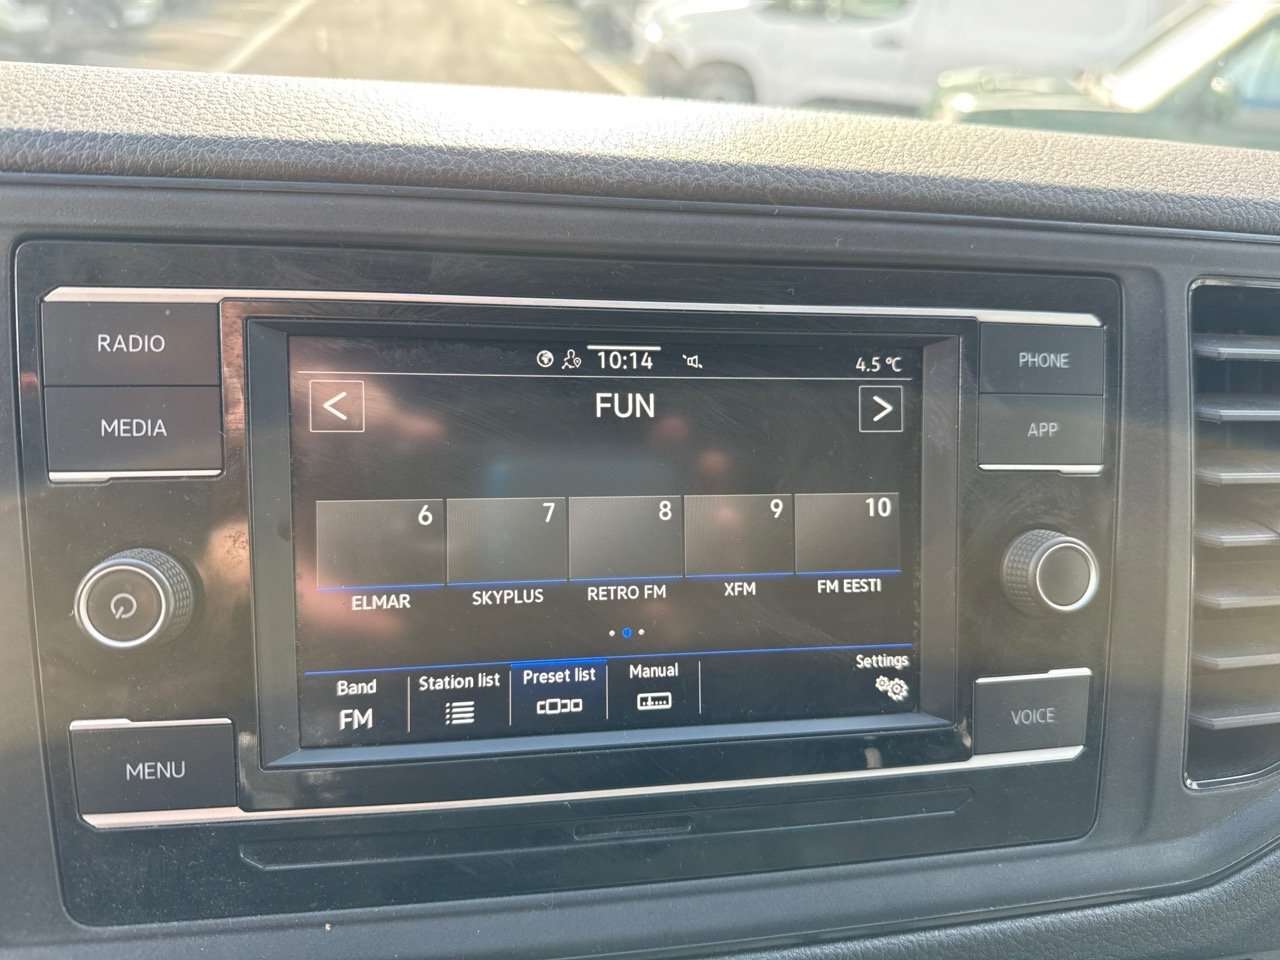 RADIO
MEDIA
MENU
10:14
4.5 °C
<
FUN
>
6
7
8
9
10
ELMAR
SKYPLUS
RETRO FM
XFM
FM EESTI
Band
FM
Station list
Preset list
Manual
Settings
PHONE
APP
VOICE